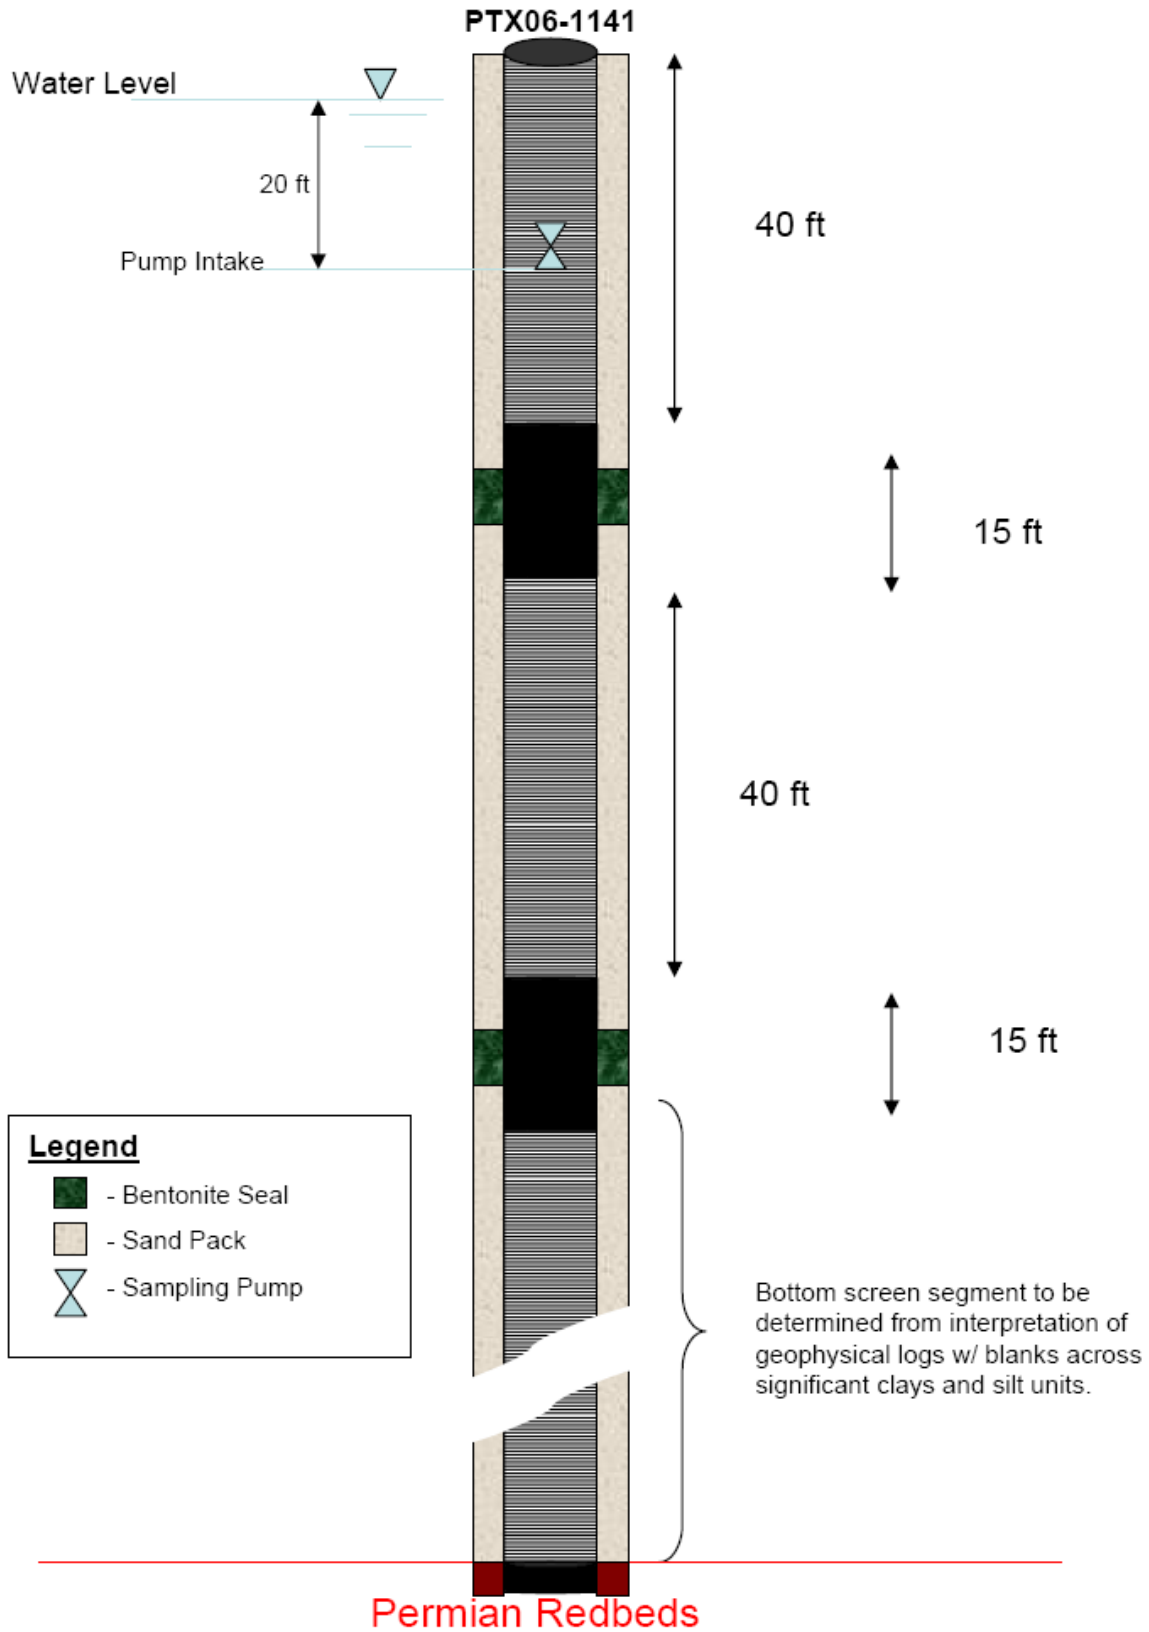 PTX06-1141
Water Level
20 ft
40 ft
Pump Intake
15 ft
40 ft
15 ft
Legend
- Bentonite Seal
- Sand Pack
- Sampling Pump
Bottom screen segment to be
determined from interpretation of
geophysical logs w/ blanks across
significant clays and silt units.
Permian Redbeds